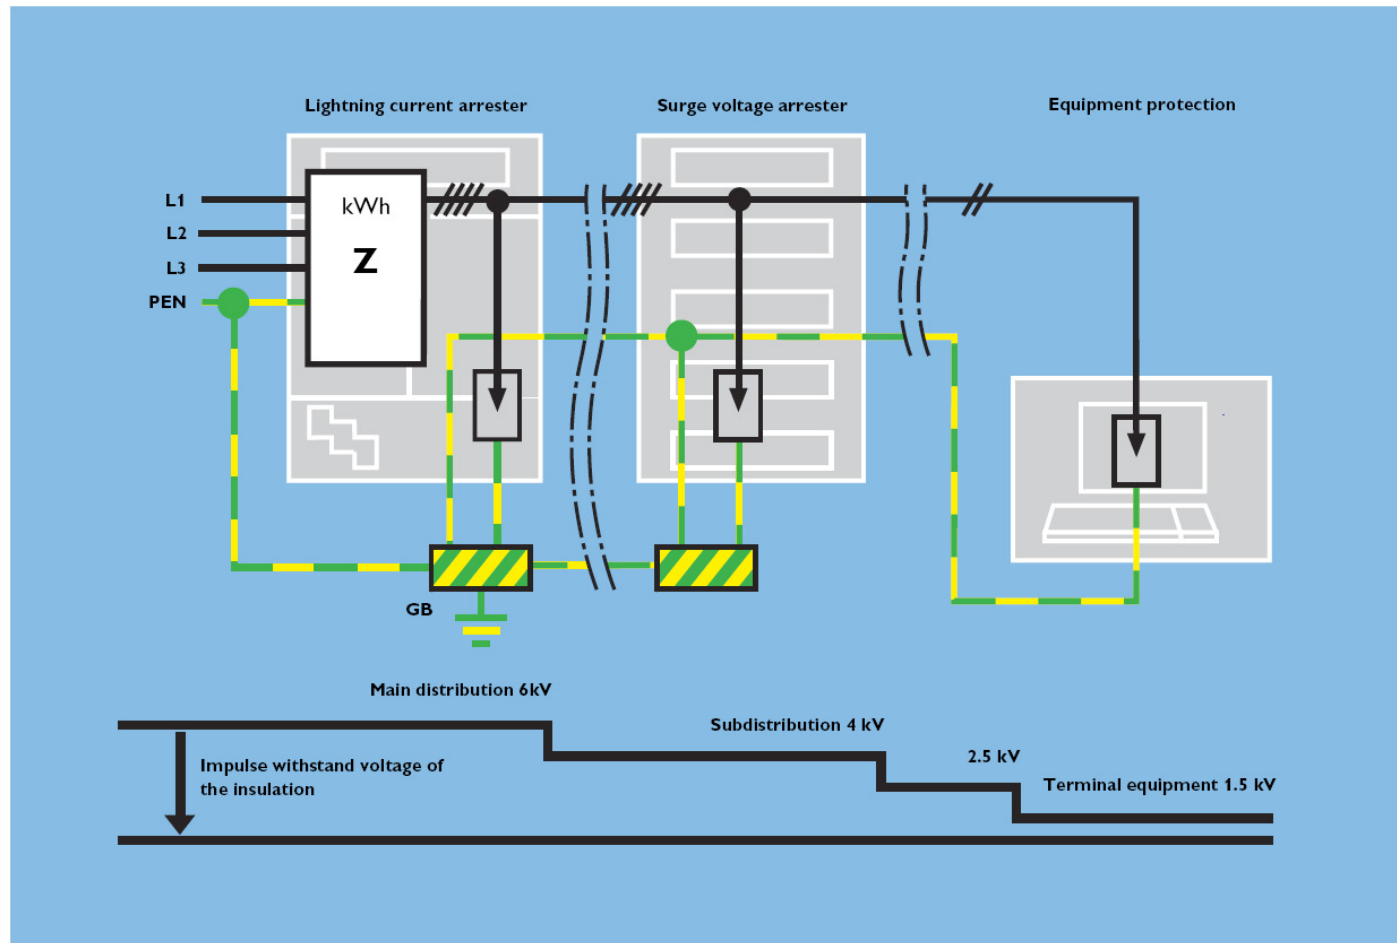 Lightning current arrester
Surge voltage arrester
Equipment protection
L1
kWh
L2
Z
L3
PEN
GB
Main distribution 6kV
Subdistribution 4 kV
2.5 kV
Impulse withstand voltage of
the insulation
Terminal equipment 1.5 kV